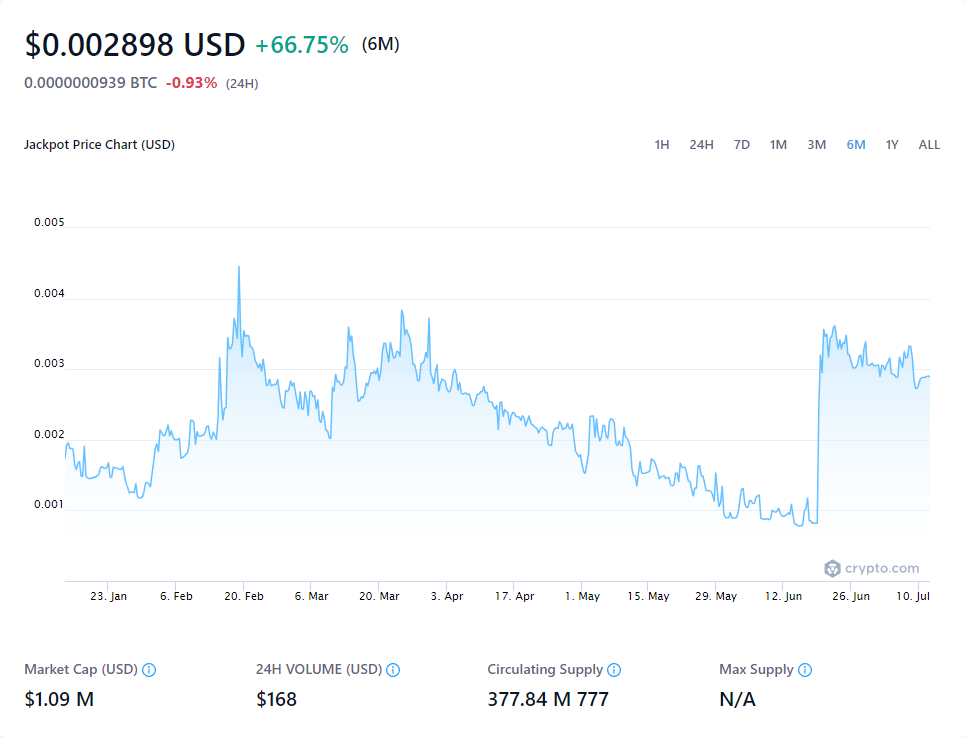 $0.002898 USD +66.75% (6M)
0.0000000939 BTC -0.93% (24H)
Jackpot Price Chart (USD) 1H 24H 7D 1M 3M 6M 1Y ALL
0.005
0.004
0.003
0.002
0.001
crypto.com
23. Jan 6. Feb 20. Feb 6. Mar 20. Mar 3. Apr 17. Apr 1. May 15. May 29. May 12. Jun 26. Jun 10. Jul
Market Cap (USD) 24H VOLUME (USD) Circulating Supply Max Supply
$1.09 M $168 377.84 M 777 N/A